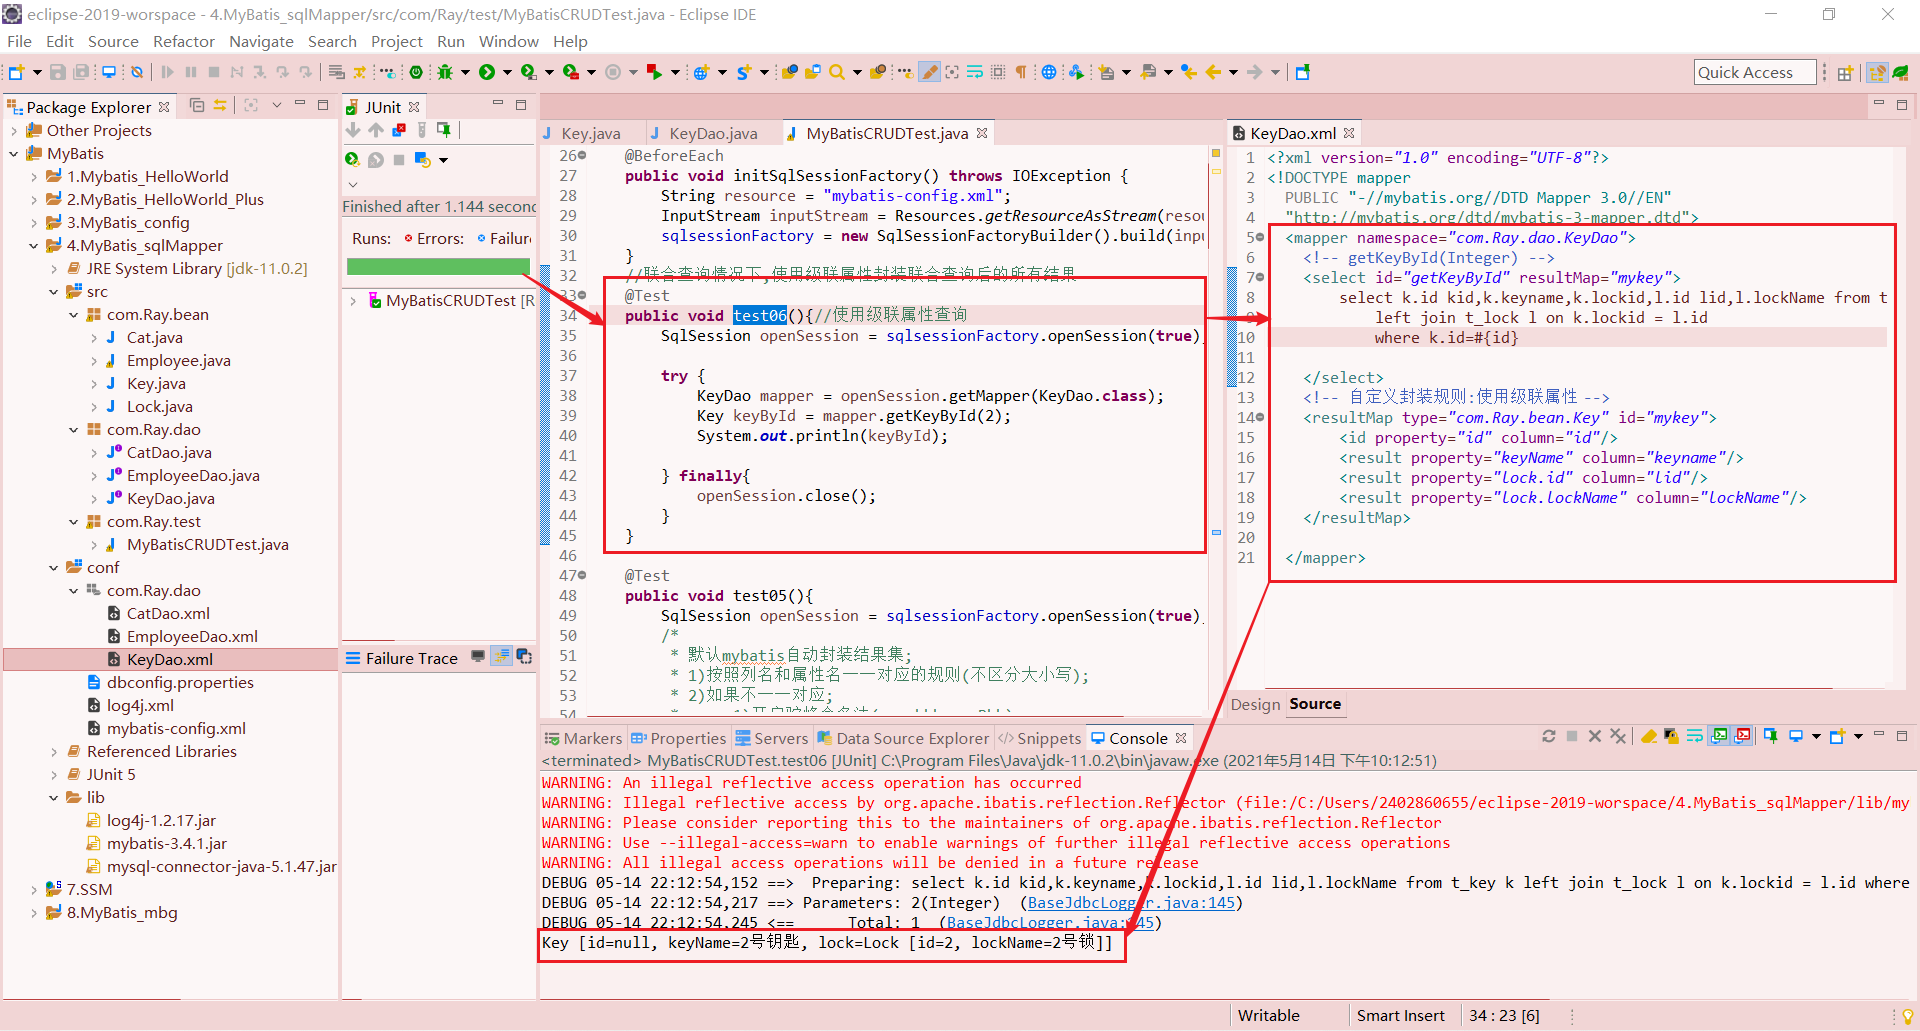 eclipse-2019-worspace - 4.MyBatis_sqlMapper/src/com/Ray/test/MyBatisCRUDTest.java - Eclipse IDE
File Edit Source Refactor Navigate Search Project Run Window Help
Quick Access
Package Explorer
Other Projects
MyBatis
1.Mybatis_HelloWorld
2.MyBatis_HelloWorld_Plus
3.MyBatis_config
4.MyBatis_sqlMapper
JRE System Library [jdk-11.0.2]
src
com.Ray.bean
Cat.java
Employee.java
Key.java
Lock.java
com.Ray.dao
CatDao.java
EmployeeDao.java
KeyDao.java
com.Ray.test
MyBatisCRUDTest.java
conf
com.Ray.dao
CatDao.xml
EmployeeDao.xml
KeyDao.xml
dbconfig.properties
log4j.xml
mybatis-config.xml
Referenced Libraries
JUnit 5
lib
log4j-1.2.17.jar
mybatis-3.4.1.jar
mysql-connector-java-5.1.47.jar
7.SSM
8.MyBatis_mbg
JUnit
Finished after 1.144 second
Runs: Errors: Failure
MyBatisCRUDTest [R
Failure Trace
Key.java KeyDao.java MyBatisCRUDTest.java
26 @BeforeEach
27 public void initSqlSessionFactory() throws IOException {
28 String resource = "mybatis-config.xml";
29 InputStream inputStream = Resources.getResourceAsStream(resou
30 sqlsessionFactory = new SqlSessionFactoryBuilder().build(inpu
31 }
32 //联合查询情况下,使用级联属性封装联合查询后的所有结果
33 @Test
34 public void test06(){//使用级联属性查询
35 SqlSession openSession = sqlsessionFactory.openSession(true)
36
37 try {
38 KeyDao mapper = openSession.getMapper(KeyDao.class);
39 Key keyById = mapper.getKeyById(2);
40 System.out.println(keyById);
41
42 } finally{
43 openSession.close();
44 }
45 }
46
47 @Test
48 public void test05(){
49 SqlSession openSession = sqlsessionFactory.openSession(true)
50 /*
51 * 默认mybatis自动封装结果集;
52 * 1)按照列名和属性名一一对应的规则(不区分大小写);
53 * 2)如果不一一对应;
54
KeyDao.xml
1 <?xml version="1.0" encoding="UTF-8"?>
2 <!DOCTYPE mapper
3 PUBLIC "-//mybatis.org//DTD Mapper 3.0//EN"
4 "http://mybatis.org/dtd/mybatis-3-mapper.dtd">
5 <mapper namespace="com.Ray.dao.KeyDao">
6 <!-- getKeyById(Integer) -->
7 <select id="getKeyById" resultMap="mykey">
8 select k.id kid,k.keyname,k.lockid,l.id lid,l.lockName from t
9 left join t_lock l on k.lockid = l.id
10 where k.id=#{id}
11
12 </select>
13 <!-- 自定义封装规则:使用级联属性 -->
14 <resultMap type="com.Ray.bean.Key" id="mykey">
15 <id property="id" column="id"/>
16 <result property="keyName" column="keyname"/>
17 <result property="lock.id" column="lid"/>
18 <result property="lock.lockName" column="lockName"/>
19 </resultMap>
20
21 </mapper>
Design Source
Markers Properties Servers Data Source Explorer Snippets Console
<terminated> MyBatisCRUDTest.test06 [JUnit] C:\Program Files\Java\jdk-11.0.2\bin\javaw.exe (2021年5月14日 下午10:12:51)
WARNING: An illegal reflective access operation has occurred
WARNING: Illegal reflective access by org.apache.ibatis.reflection.Reflector (file:/C:/Users/2402860655/eclipse-2019-worspace/4.MyBatis_sqlMapper/lib/my
WARNING: Please consider reporting this to the maintainers of org.apache.ibatis.reflection.Reflector
WARNING: Use --illegal-access=warn to enable warnings of further illegal reflective access operations
WARNING: All illegal access operations will be denied in a future release
DEBUG 05-14 22:12:54,152 ==> Preparing: select k.id kid,k.keyname,k.lockid,l.id lid,l.lockName from t_key k left join t_lock l on k.lockid = l.id where
DEBUG 05-14 22:12:54,217 ==> Parameters: 2(Integer) (BaseJdbcLogger.java:145)
DEBUG 05-14 22:12:54,245 <== Total: 1 (BaseJdbcLogger.java:145)
Key [id=null, keyName=2号钥匙, lock=Lock [id=2, lockName=2号锁]]
Writable Smart Insert 34 : 23 [6]